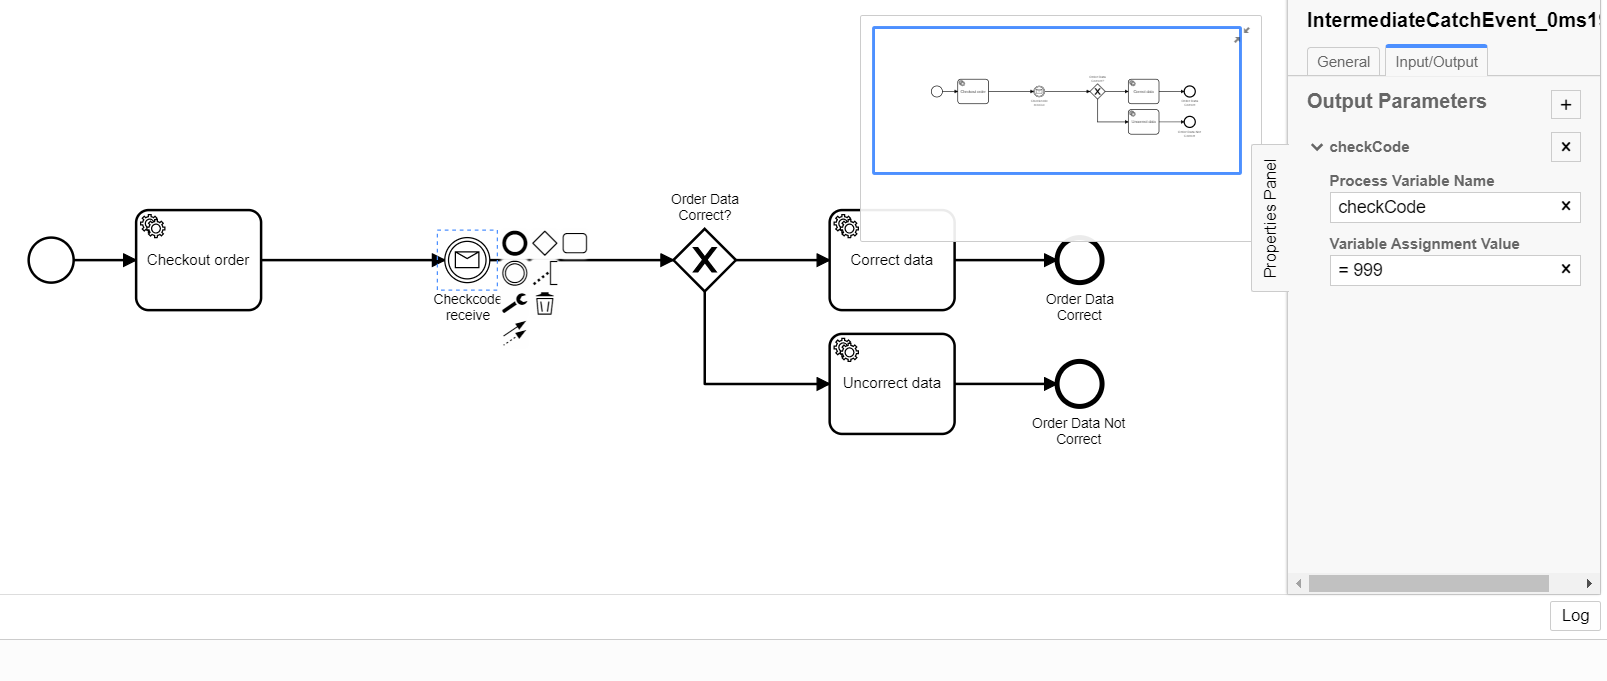 IntermediateCatchEvent_0ms1
General
Input/Output
Output Parameters
+
checkCode
Process Variable Name
checkCode
Variable Assignment Value
= 999
Properties Panel
Order Data
Correct?
Checkout order
X
Correct data
Checkcode
receive
Order Data
Correct
Uncorrect data
Order Data Not
Correct
Log